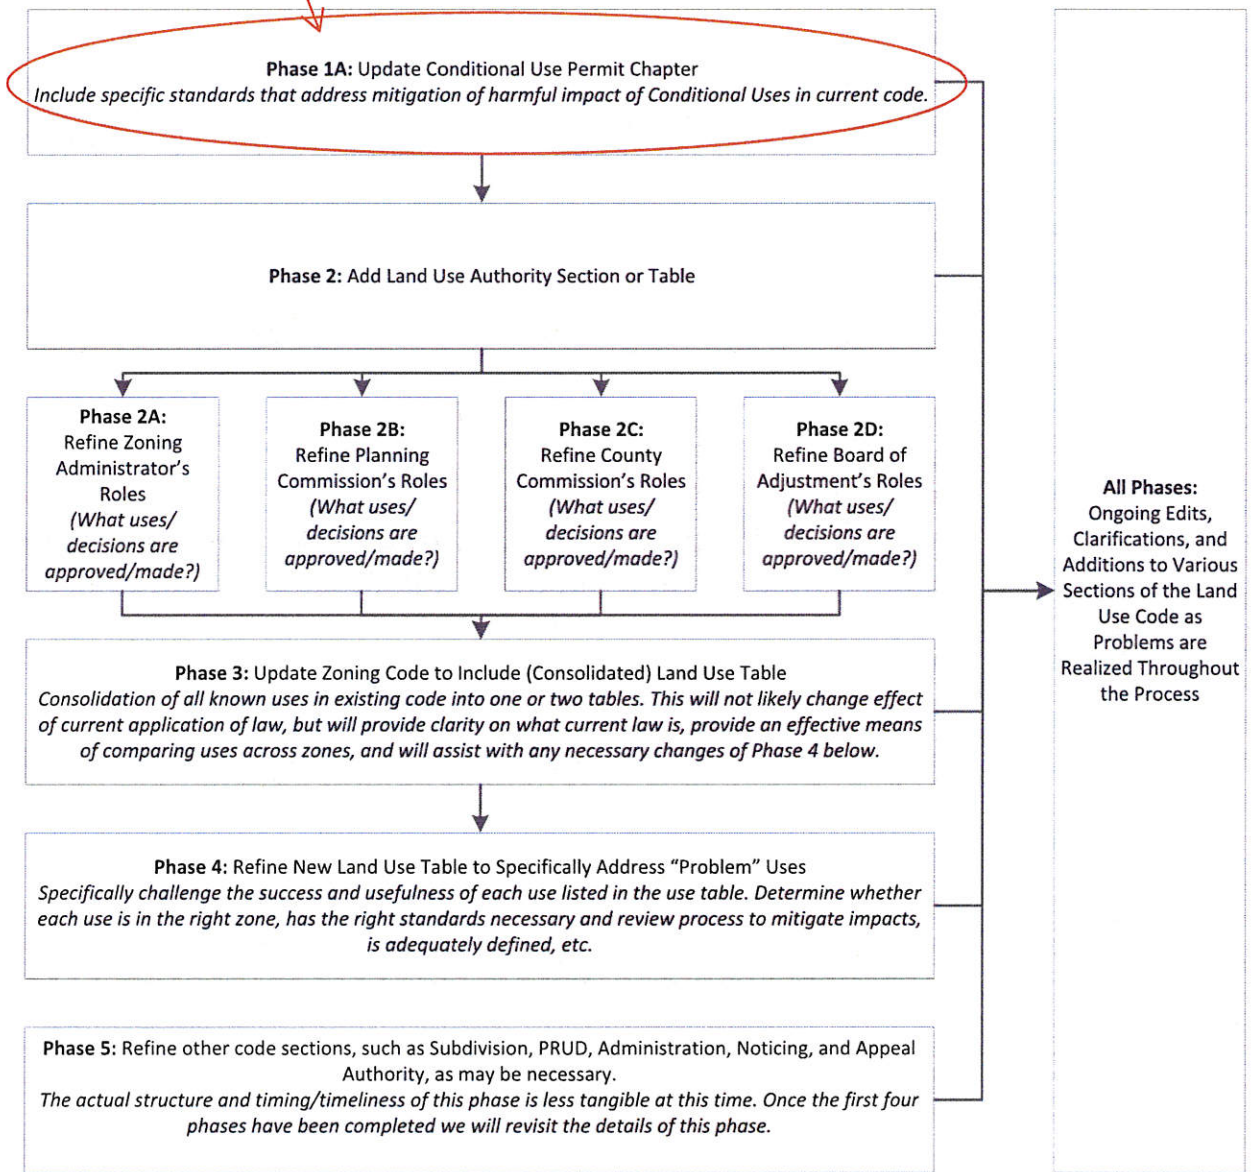 Phase 1A: Update Conditional Use Permit Chapter
Include specific standards that address mitigation of harmful impact of Conditional Uses in current code.
Phase 2: Add Land Use Authority Section or Table
Phase 2A:
Refine Zoning
Administrator's
Roles
(What uses/
decisions are
approved/made?)
Phase 2B:
Refine Planning
Commission's Roles
(What uses/
decisions are
approved/made?)
Phase 2C:
Refine County
Commission's Roles
(What uses/
decisions are
approved/made?)
Phase 2D:
Refine Board of
Adjustment's Roles
(What uses/
decisions are
approved/made?)
All Phases:
Ongoing Edits,
Clarifications, and
Additions to Various
Sections of the Land
Use Code as
Problems are
Realized Throughout
the Process
Phase 3: Update Zoning Code to Include (Consolidated) Land Use Table
Consolidation of all known uses in existing code into one or two tables. This will not likely change effect
of current application of law, but will provide clarity on what current law is, provide an effective means
of comparing uses across zones, and will assist with any necessary changes of Phase 4 below.
Phase 4: Refine New Land Use Table to Specifically Address “Problem” Uses
Specifically challenge the success and usefulness of each use listed in the use table. Determine whether
each use is in the right zone, has the right standards necessary and review process to mitigate impacts,
is adequately defined, etc.
Phase 5: Refine other code sections, such as Subdivision, PRUD, Administration, Noticing, and Appeal
Authority, as may be necessary.
The actual structure and timing/timeliness of this phase is less tangible at this time. Once the first four
phases have been completed we will revisit the details of this phase.